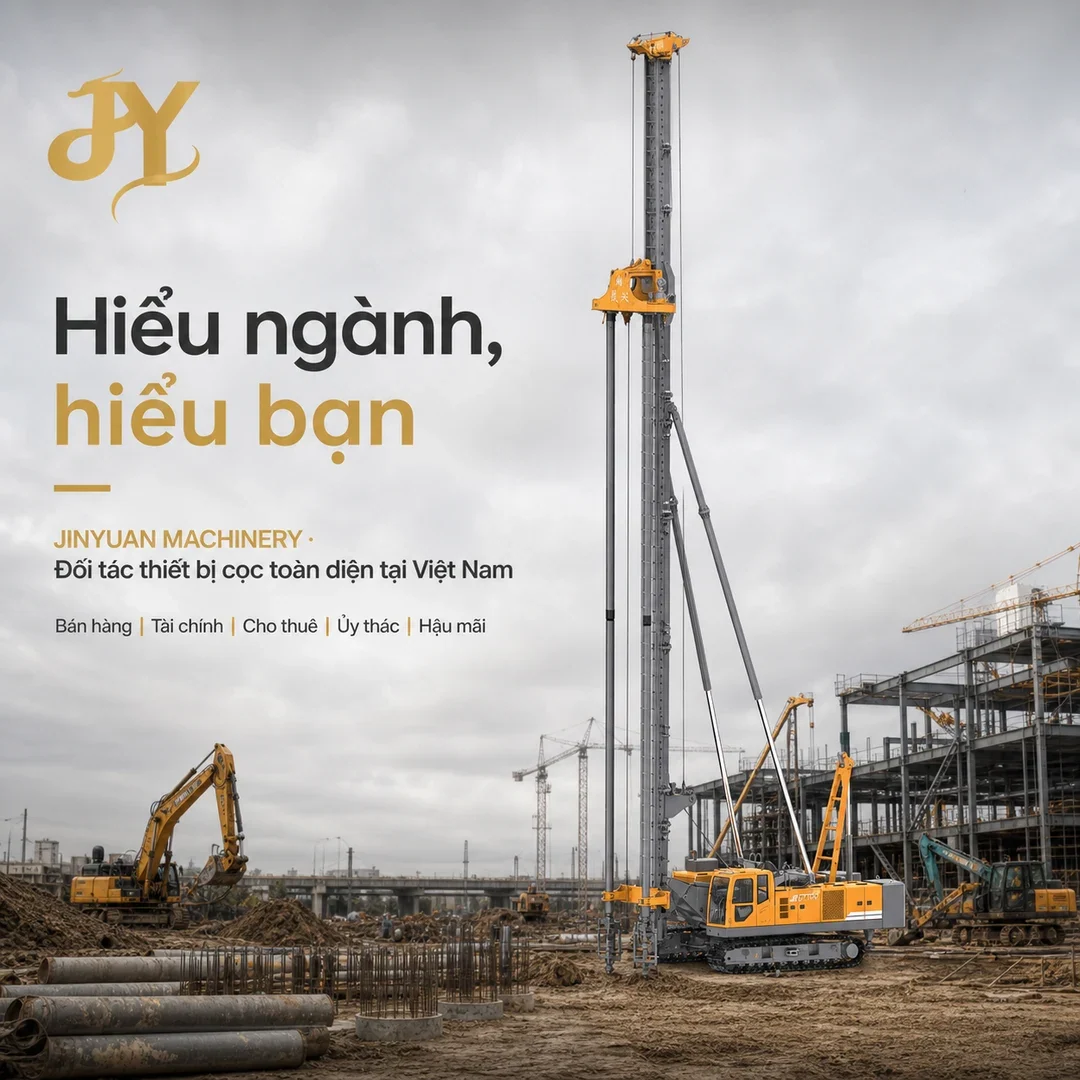 JY
Hiểu ngành,
hiểu bạn
JINYUAN MACHINERY ·
Đối tác thiết bị cọc toàn diện tại Việt Nam
Bán hàng | Tài chính | Cho thuê | Ủy thác | Hậu mãi